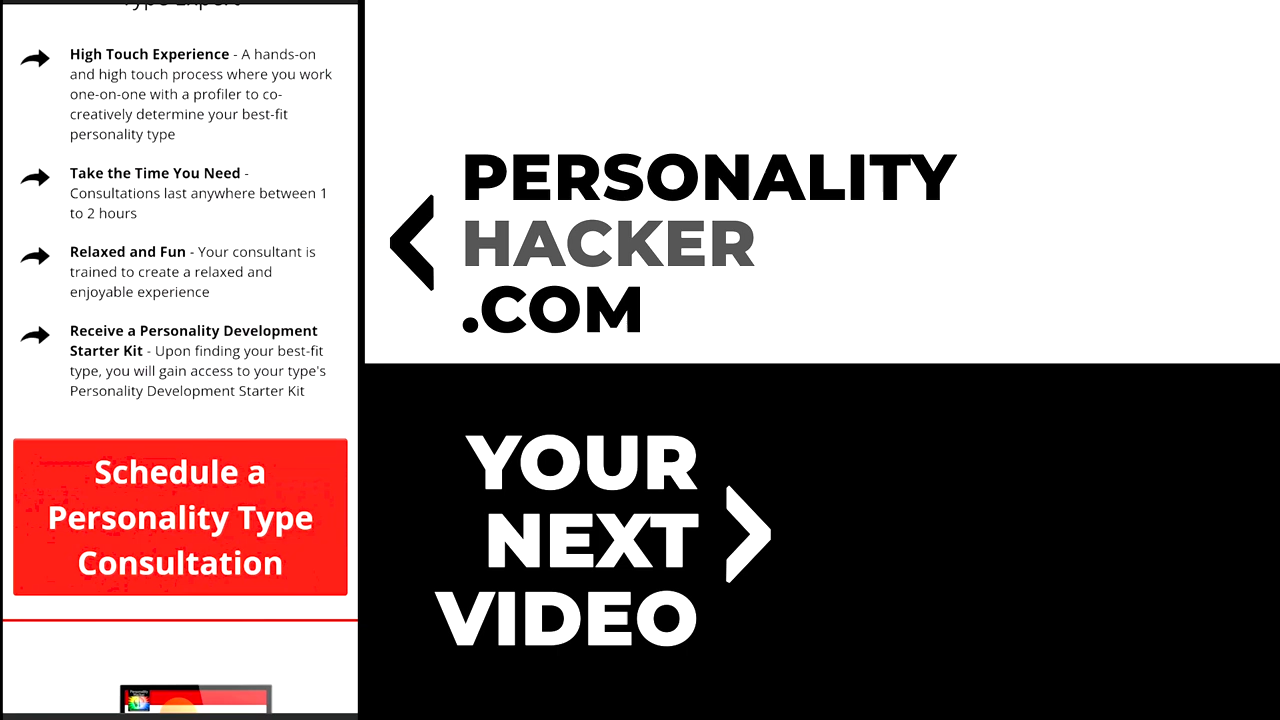 Type Expert
High Touch Experience - A hands-on
and high touch process where you work
one-on-one with a profiler to co-
creatively determine your best-fit
personality type
Take the Time You Need -
Consultations last anywhere between 1
to 2 hours
Relaxed and Fun - Your consultant is
trained to create a relaxed and
enjoyable experience
Receive a Personality Development
Starter Kit - Upon finding your best-fit
type, you will gain access to your type's
Personality Development Starter Kit
Schedule a
Personality Type
Consultation
PERSONALITY
HACKER
.COM
YOUR
NEXT
VIDEO